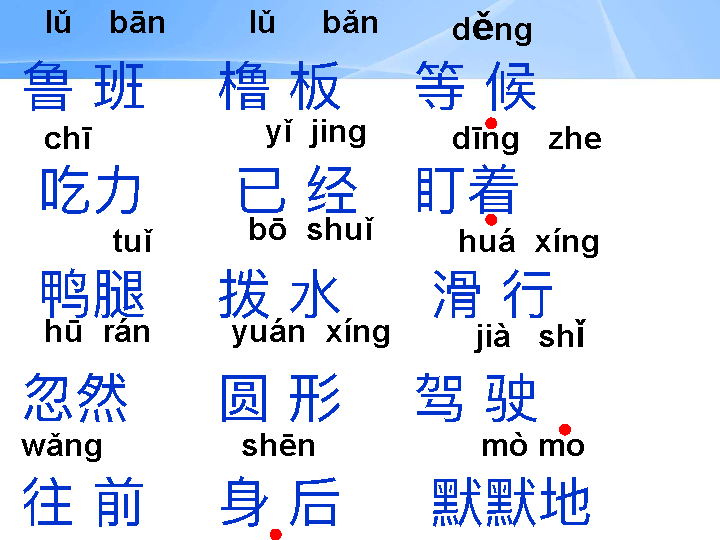 lǔ bān lǔ bǎn děng
鲁班 橹板 等候
chī yǐ jing dīng zhe
吃力 已经 盯着
tuǐ bō shuǐ huá xíng
鸭腿 拨水 滑行
hū rán yuán xíng jià shǐ
忽然 圆形 驾驶
wǎng shēn mò mo
往前 身后 默默地